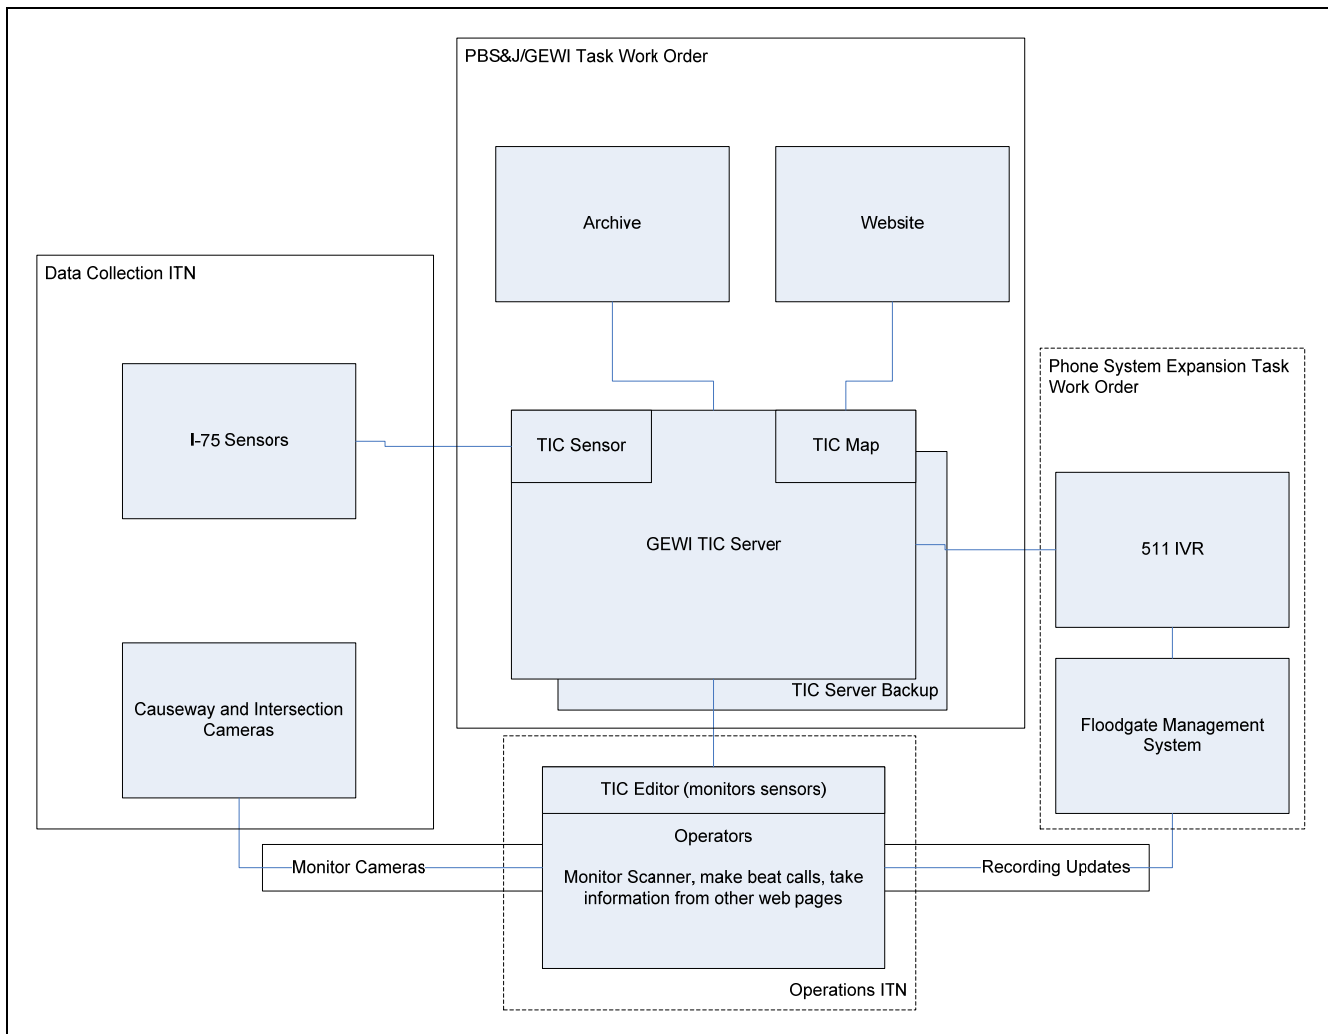 PBS&J/GEWI Task Work Order
Archive
Website
Data Collection ITN
Phone System Expansion Task
Work Order
I-75 Sensors
TIC Sensor
TIC Map
GEWI TIC Server
511 IVR
TIC Server Backup
Causeway and Intersection
Cameras
Floodgate Management
System
TIC Editor (monitors sensors)
Operators
Monitor Cameras
Recording Updates
Monitor Scanner, make beat calls, take
information from other web pages
Operations ITN